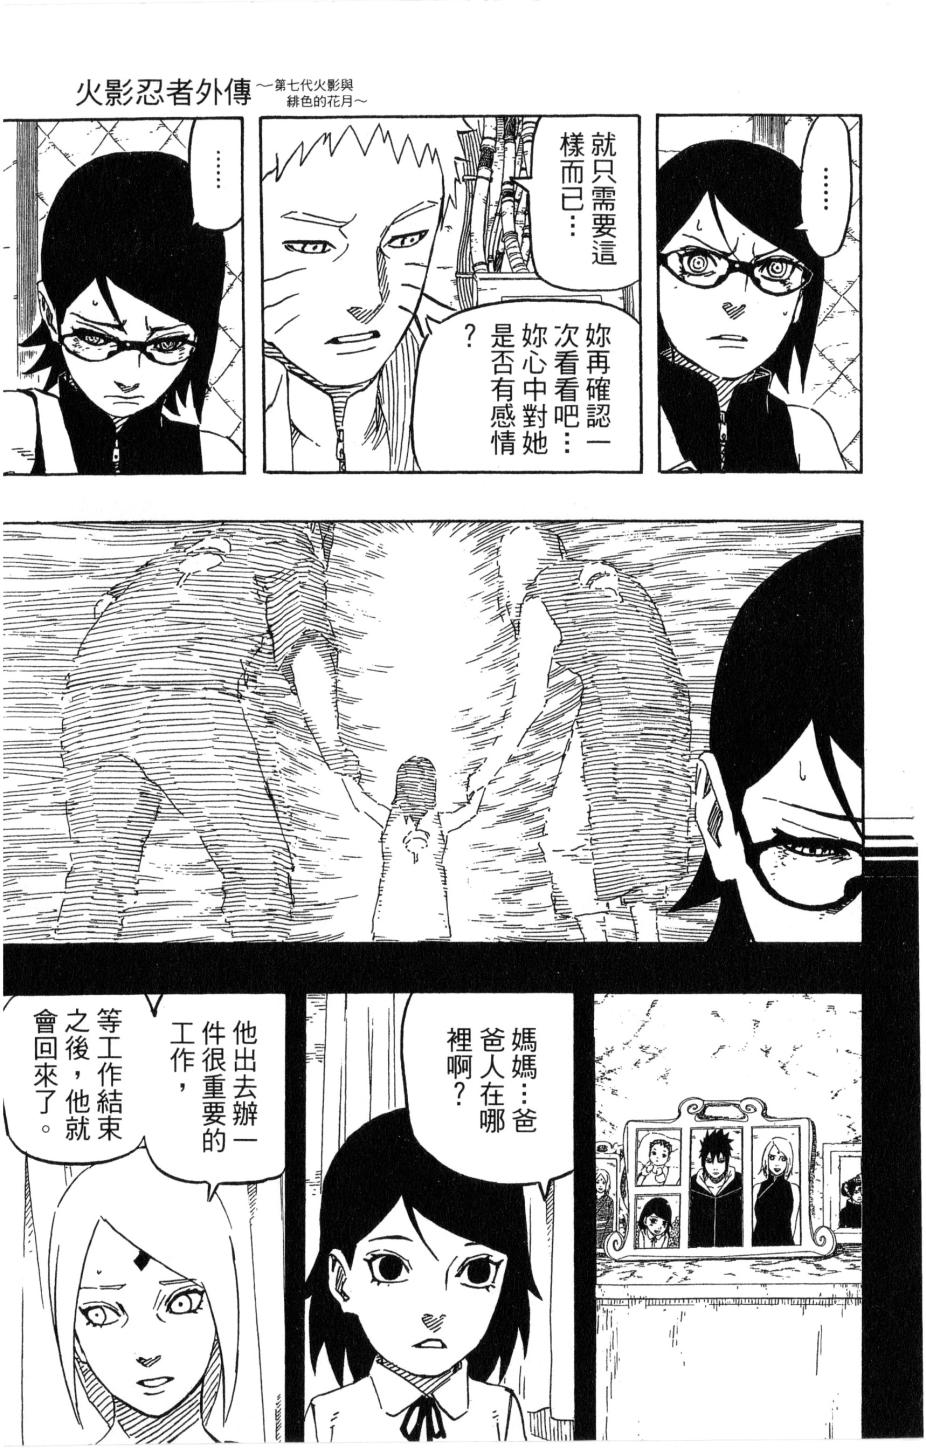 火影忍者外傳
～第七代火影與
緋色的花月～
……
就只需要這
樣而已…
妳再確認一
次看看吧…
妳心中對她
是否有感情
？
……
媽媽…爸
爸人在哪
裡啊？
他出去辦一
件很重要的
工作，
等工作結束
之後，他就
會回來了。